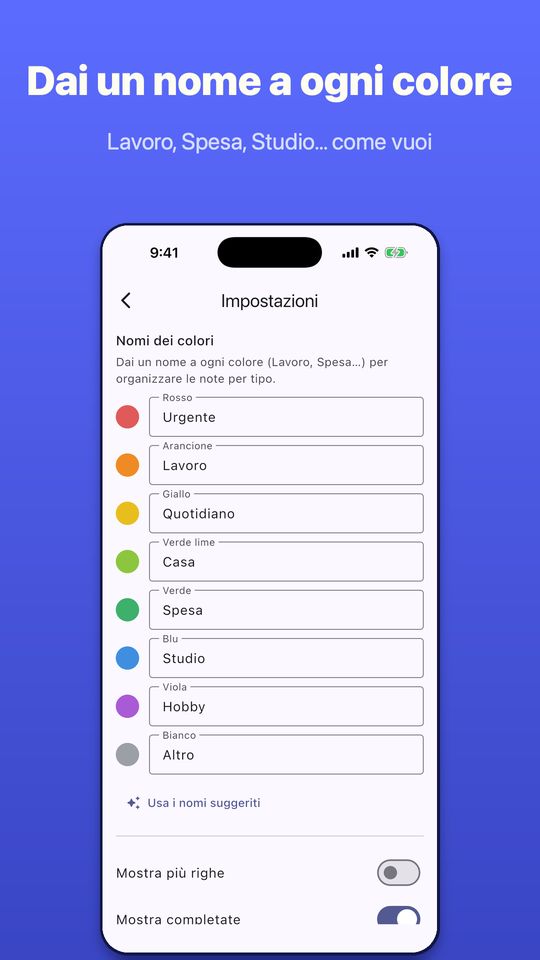 Dai un nome a ogni colore
Lavoro, Spesa, Studio... come vuoi
9:41
Impostazioni
Nomi dei colori
Dai un nome a ogni colore (Lavoro, Spesa…) per
organizzare le note per tipo.
Rosso
Urgente
Arancione
Lavoro
Giallo
Quotidiano
Verde lime
Casa
Verde
Spesa
Blu
Studio
Viola
Hobby
Bianco
Altro
Usa i nomi suggeriti
Mostra più righe
Mostra completate